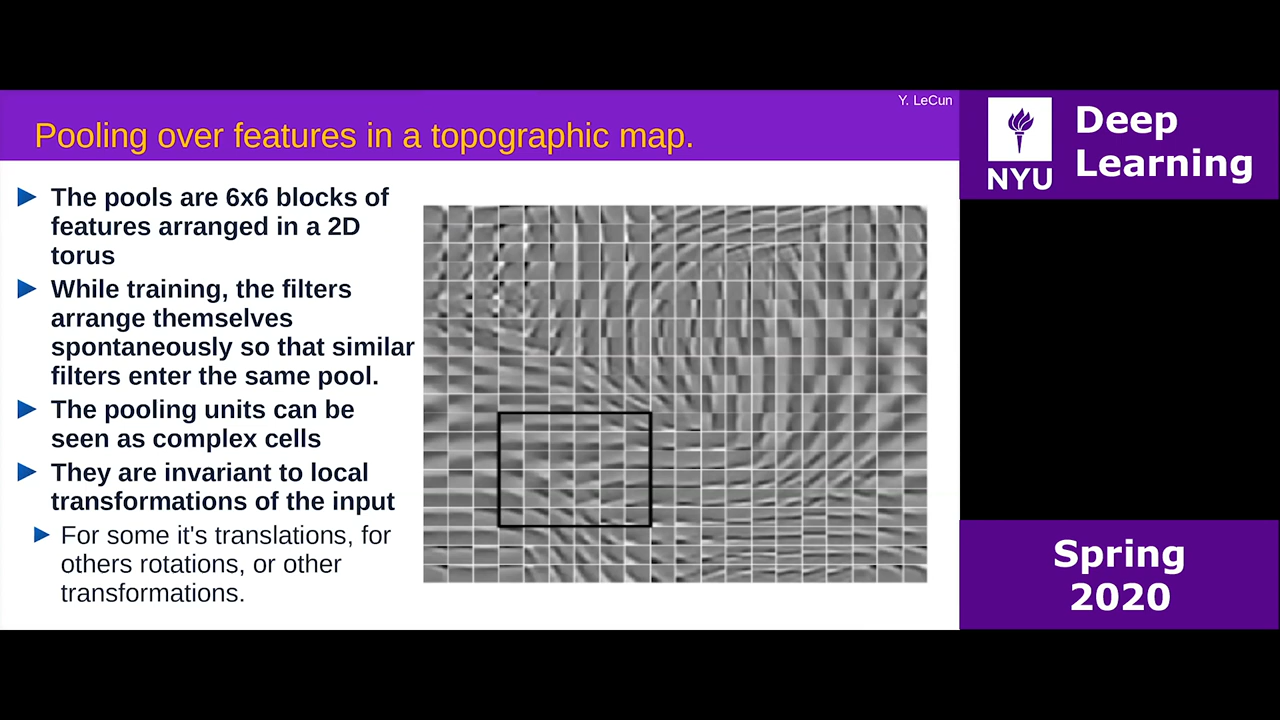 Y. LeCun
Pooling over features in a topographic map.
The pools are 6x6 blocks of
features arranged in a 2D
torus
While training, the filters
arrange themselves
spontaneously so that similar
filters enter the same pool.
The pooling units can be
seen as complex cells
They are invariant to local
transformations of the input
For some it's translations, for
others rotations, or other
transformations.
NYU
Deep
Learning
Spring
2020